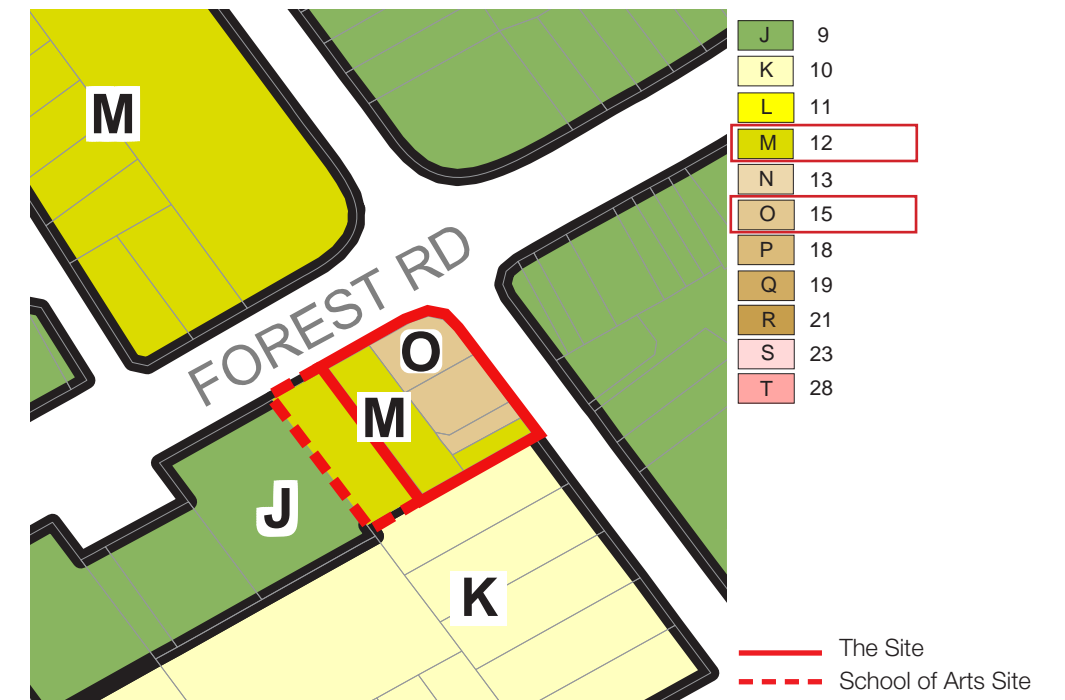 M
FOREST RD
O
M
J
K
J 9
K 10
L 11
M 12
N 13
O 15
P 18
Q 19
R 21
S 23
T 28
The Site
School of Arts Site